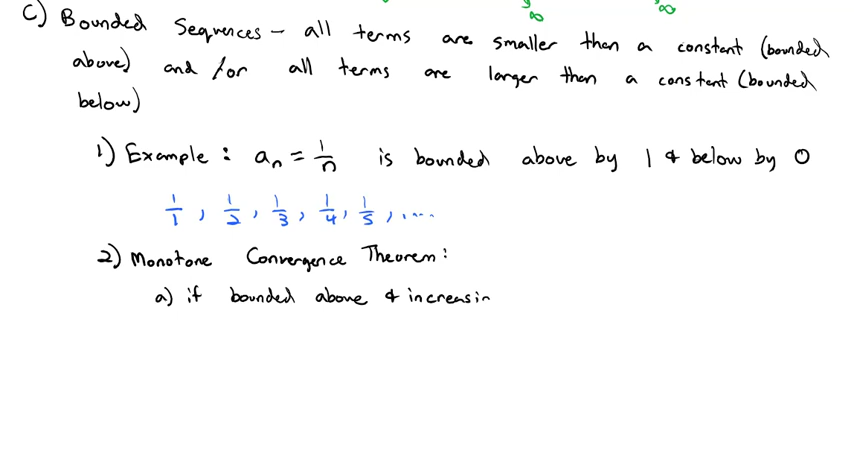 ∞ ∞
C) Bounded Sequences – all terms are smaller then a constant (bounded
above) and/or all terms are larger then a constant (bounded
below)
1) Example: aₙ = 1/n is bounded above by 1 & below by 0
1/1, 1/2, 1/3, 1/4, 1/5, ....
2) Monotone Convergence Theorem:
a) if bounded above & increasin